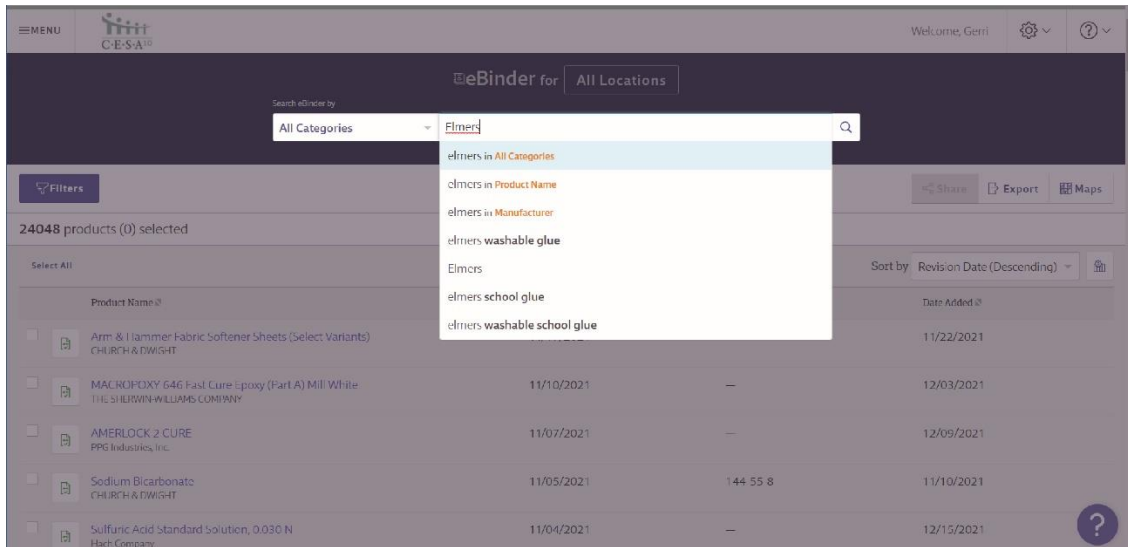 MENU
C·E·S·A 10
Welcome, Gerri
eBinder for All Locations
Search eBinder by
All Categories
Elmers
elmers in All Categories
elmers in Product Name
elmers in Manufacturer
elmers washable glue
Elmers
elmers school glue
elmers washable school glue
Filters
Share Export Maps
24048 products (0) selected
Select All
Sort by Revision Date (Descending)
Product Name
Date Added
Arm & Hammer Fabric Softener Sheets (Select Variants)
CHURCH & DWIGHT
11/22/2021
MACROPOXY 646 Fast Cure Epoxy (Part A) Mill White
THE SHERWIN-WILLIAMS COMPANY
11/10/2021 — 12/03/2021
AMERLOCK 2 CURE
PPG Industries, Inc.
11/07/2021 — 12/09/2021
Sodium Bicarbonate
CHURCH & DWIGHT
11/05/2021 144-55-8 11/10/2021
Sulfuric Acid Standard Solution, 0.030 N
Hach Company
11/04/2021 — 12/15/2021
?